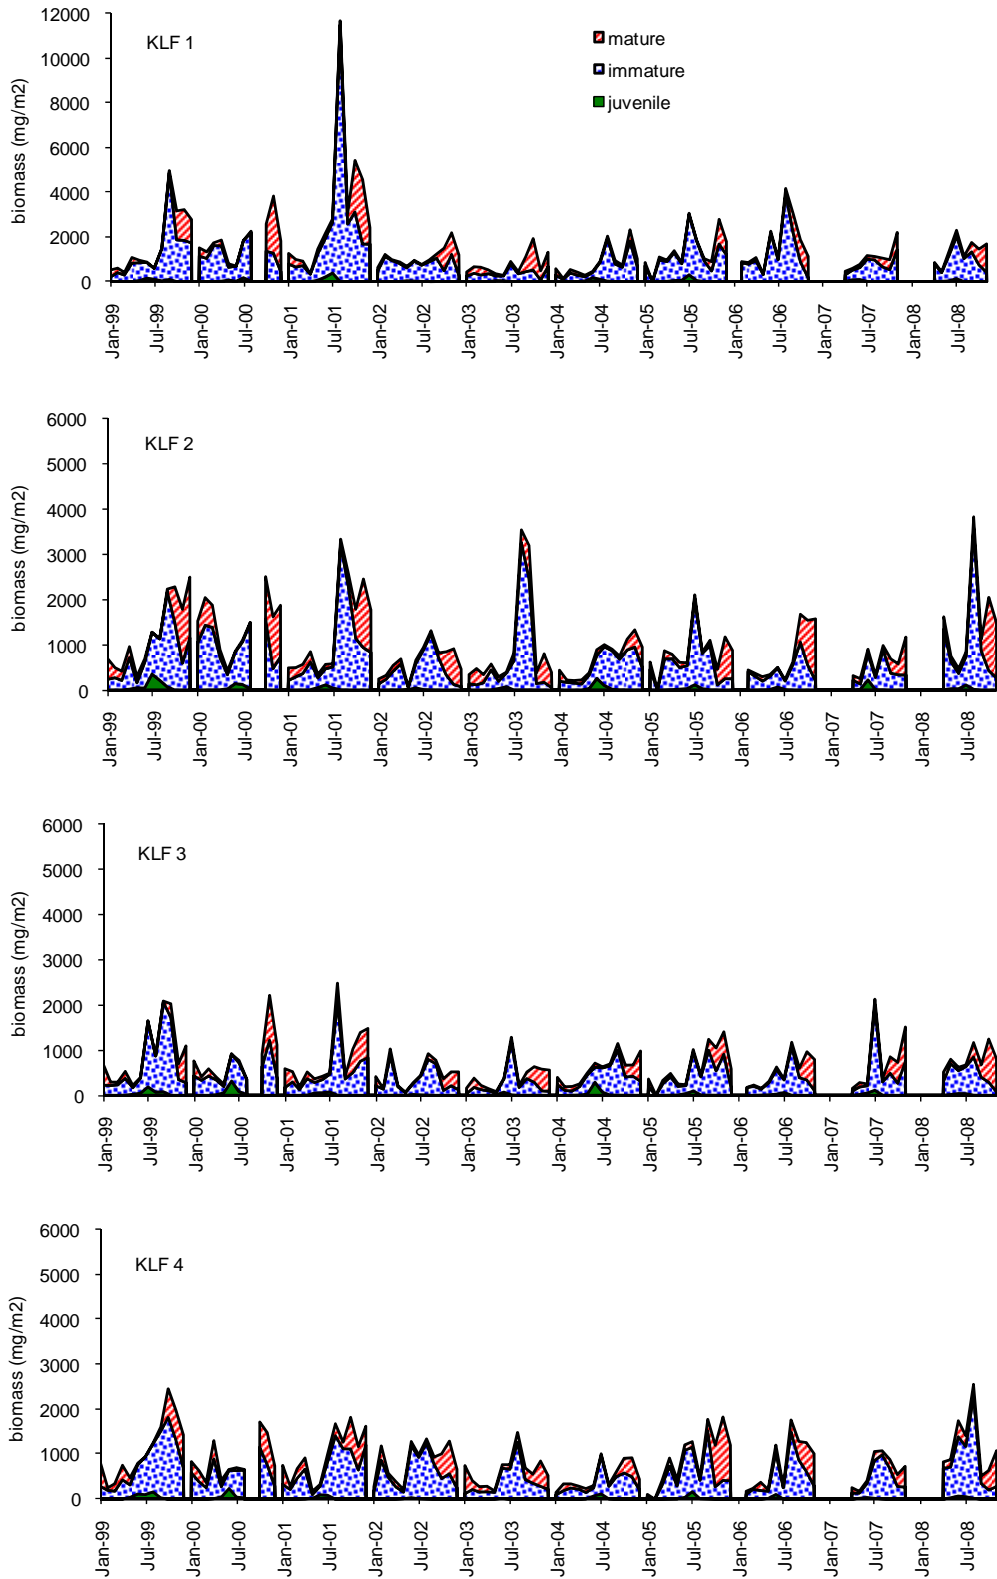 12000
10000
8000
6000
4000
2000
0
biomass (mg/m2)
KLF 1
mature
immature
juvenile
Jan-99
Jul-99
Jan-00
Jul-00
Jan-01
Jul-01
Jan-02
Jul-02
Jan-03
Jul-03
Jan-04
Jul-04
Jan-05
Jul-05
Jan-06
Jul-06
Jan-07
Jul-07
Jan-08
Jul-08
6000
5000
4000
3000
2000
1000
0
biomass (mg/m2)
KLF 2
Jan-99
Jul-99
Jan-00
Jul-00
Jan-01
Jul-01
Jan-02
Jul-02
Jan-03
Jul-03
Jan-04
Jul-04
Jan-05
Jul-05
Jan-06
Jul-06
Jan-07
Jul-07
Jan-08
Jul-08
6000
5000
4000
3000
2000
1000
0
biomass (mg/m2)
KLF 3
Jan-99
Jul-99
Jan-00
Jul-00
Jan-01
Jul-01
Jan-02
Jul-02
Jan-03
Jul-03
Jan-04
Jul-04
Jan-05
Jul-05
Jan-06
Jul-06
Jan-07
Jul-07
Jan-08
Jul-08
6000
5000
4000
3000
2000
1000
0
biomass (mg/m2)
KLF 4
Jan-99
Jul-99
Jan-00
Jul-00
Jan-01
Jul-01
Jan-02
Jul-02
Jan-03
Jul-03
Jan-04
Jul-04
Jan-05
Jul-05
Jan-06
Jul-06
Jan-07
Jul-07
Jan-08
Jul-08